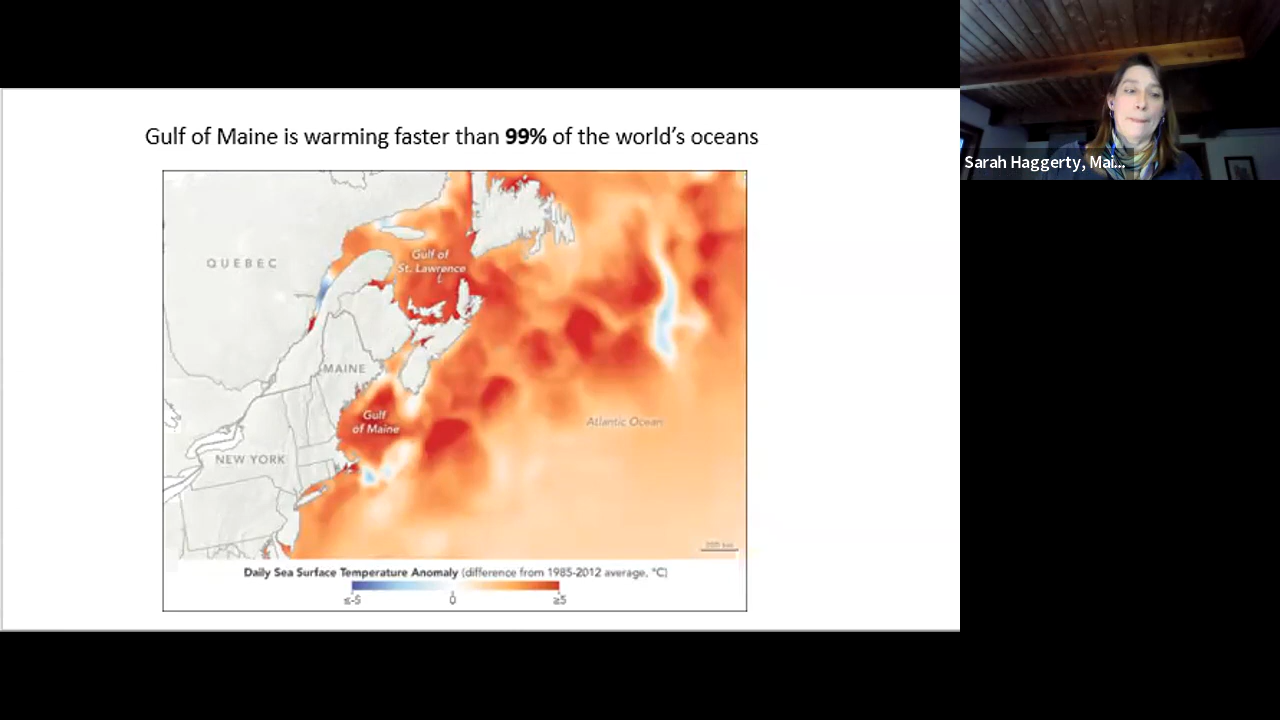 Gulf of Maine is warming faster than 99% of the world's oceans
Sarah Haggerty, Mai...
QUEBEC
Gulf of
St. Lawrence
MAINE
Gulf
of Maine
Atlantic Ocean
NEW YORK
Daily Sea Surface Temperature Anomaly (difference from 1985-2012 average, °C)
≤-5 0 ≥5